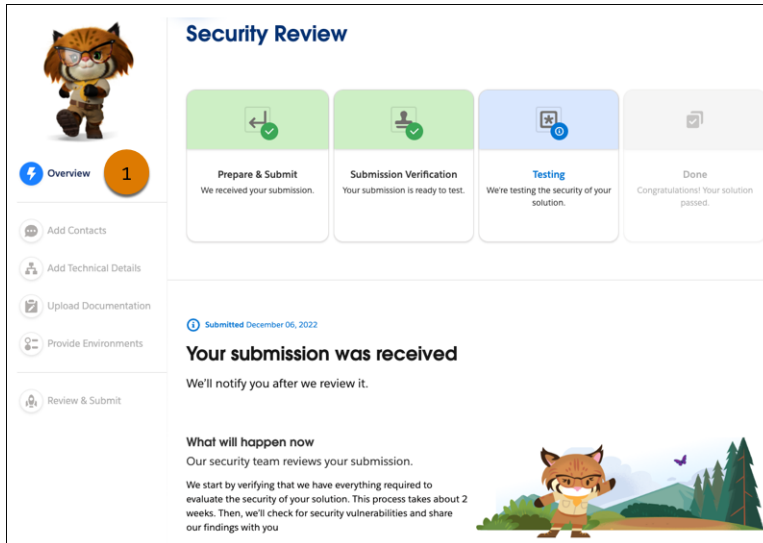 Security Review
Overview
1
Add Contacts
Add Technical Details
Upload Documentation
Provide Environments
Review & Submit
Prepare & Submit
We received your submission.
Submission Verification
Your submission is ready to test.
Testing
We're testing the security of your
solution.
Done
Congratulations! Your solution
passed.
Submitted December 06, 2022
Your submission was received
We'll notify you after we review it.
What will happen now
Our security team reviews your submission.
We start by verifying that we have everything required to
evaluate the security of your solution. This process takes about 2
weeks. Then, we'll check for security vulnerabilities and share
our findings with you